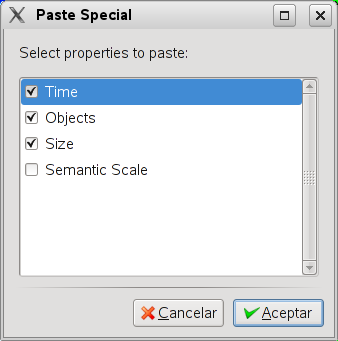 Paste Special
Select properties to paste:
Time
Objects
Size
Semantic Scale
Cancelar
Aceptar